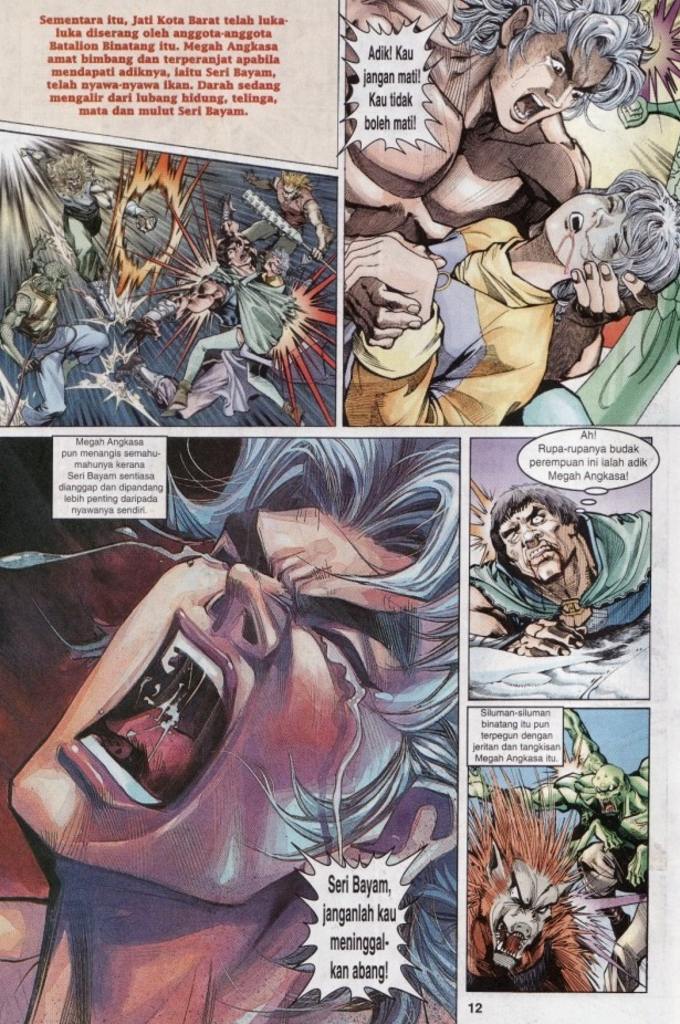 Sementara itu, Jati Kota Barat telah luka-
luka diserang oleh anggota-anggota
Batalion Binatang itu. Megah Angkasa
amat bimbang dan terperanjat apabila
mendapati adiknya, iaitu Seri Bayam,
telah nyawa-nyawa ikan. Darah sedang
mengalir dari lubang hidung, telinga,
mata dan mulut Seri Bayam.
Adik! Kau
jangan mati!
Kau tidak
boleh mati!
Megah Angkasa
pun menangis semahu-
mahunya kerana
Seri Bayam sentiasa
dianggap dan dipandang
lebih penting daripada
nyawanya sendiri.
Seri Bayam,
janganlah kau
meninggal-
kan abang!
Ah!
Rupa-rupanya budak
perempuan ini ialah adik
Megah Angkasa!
Siluman-siluman
binatang itu pun
terpegun dengan
jeritan dan tangkisan
Megah Angkasa itu.
12